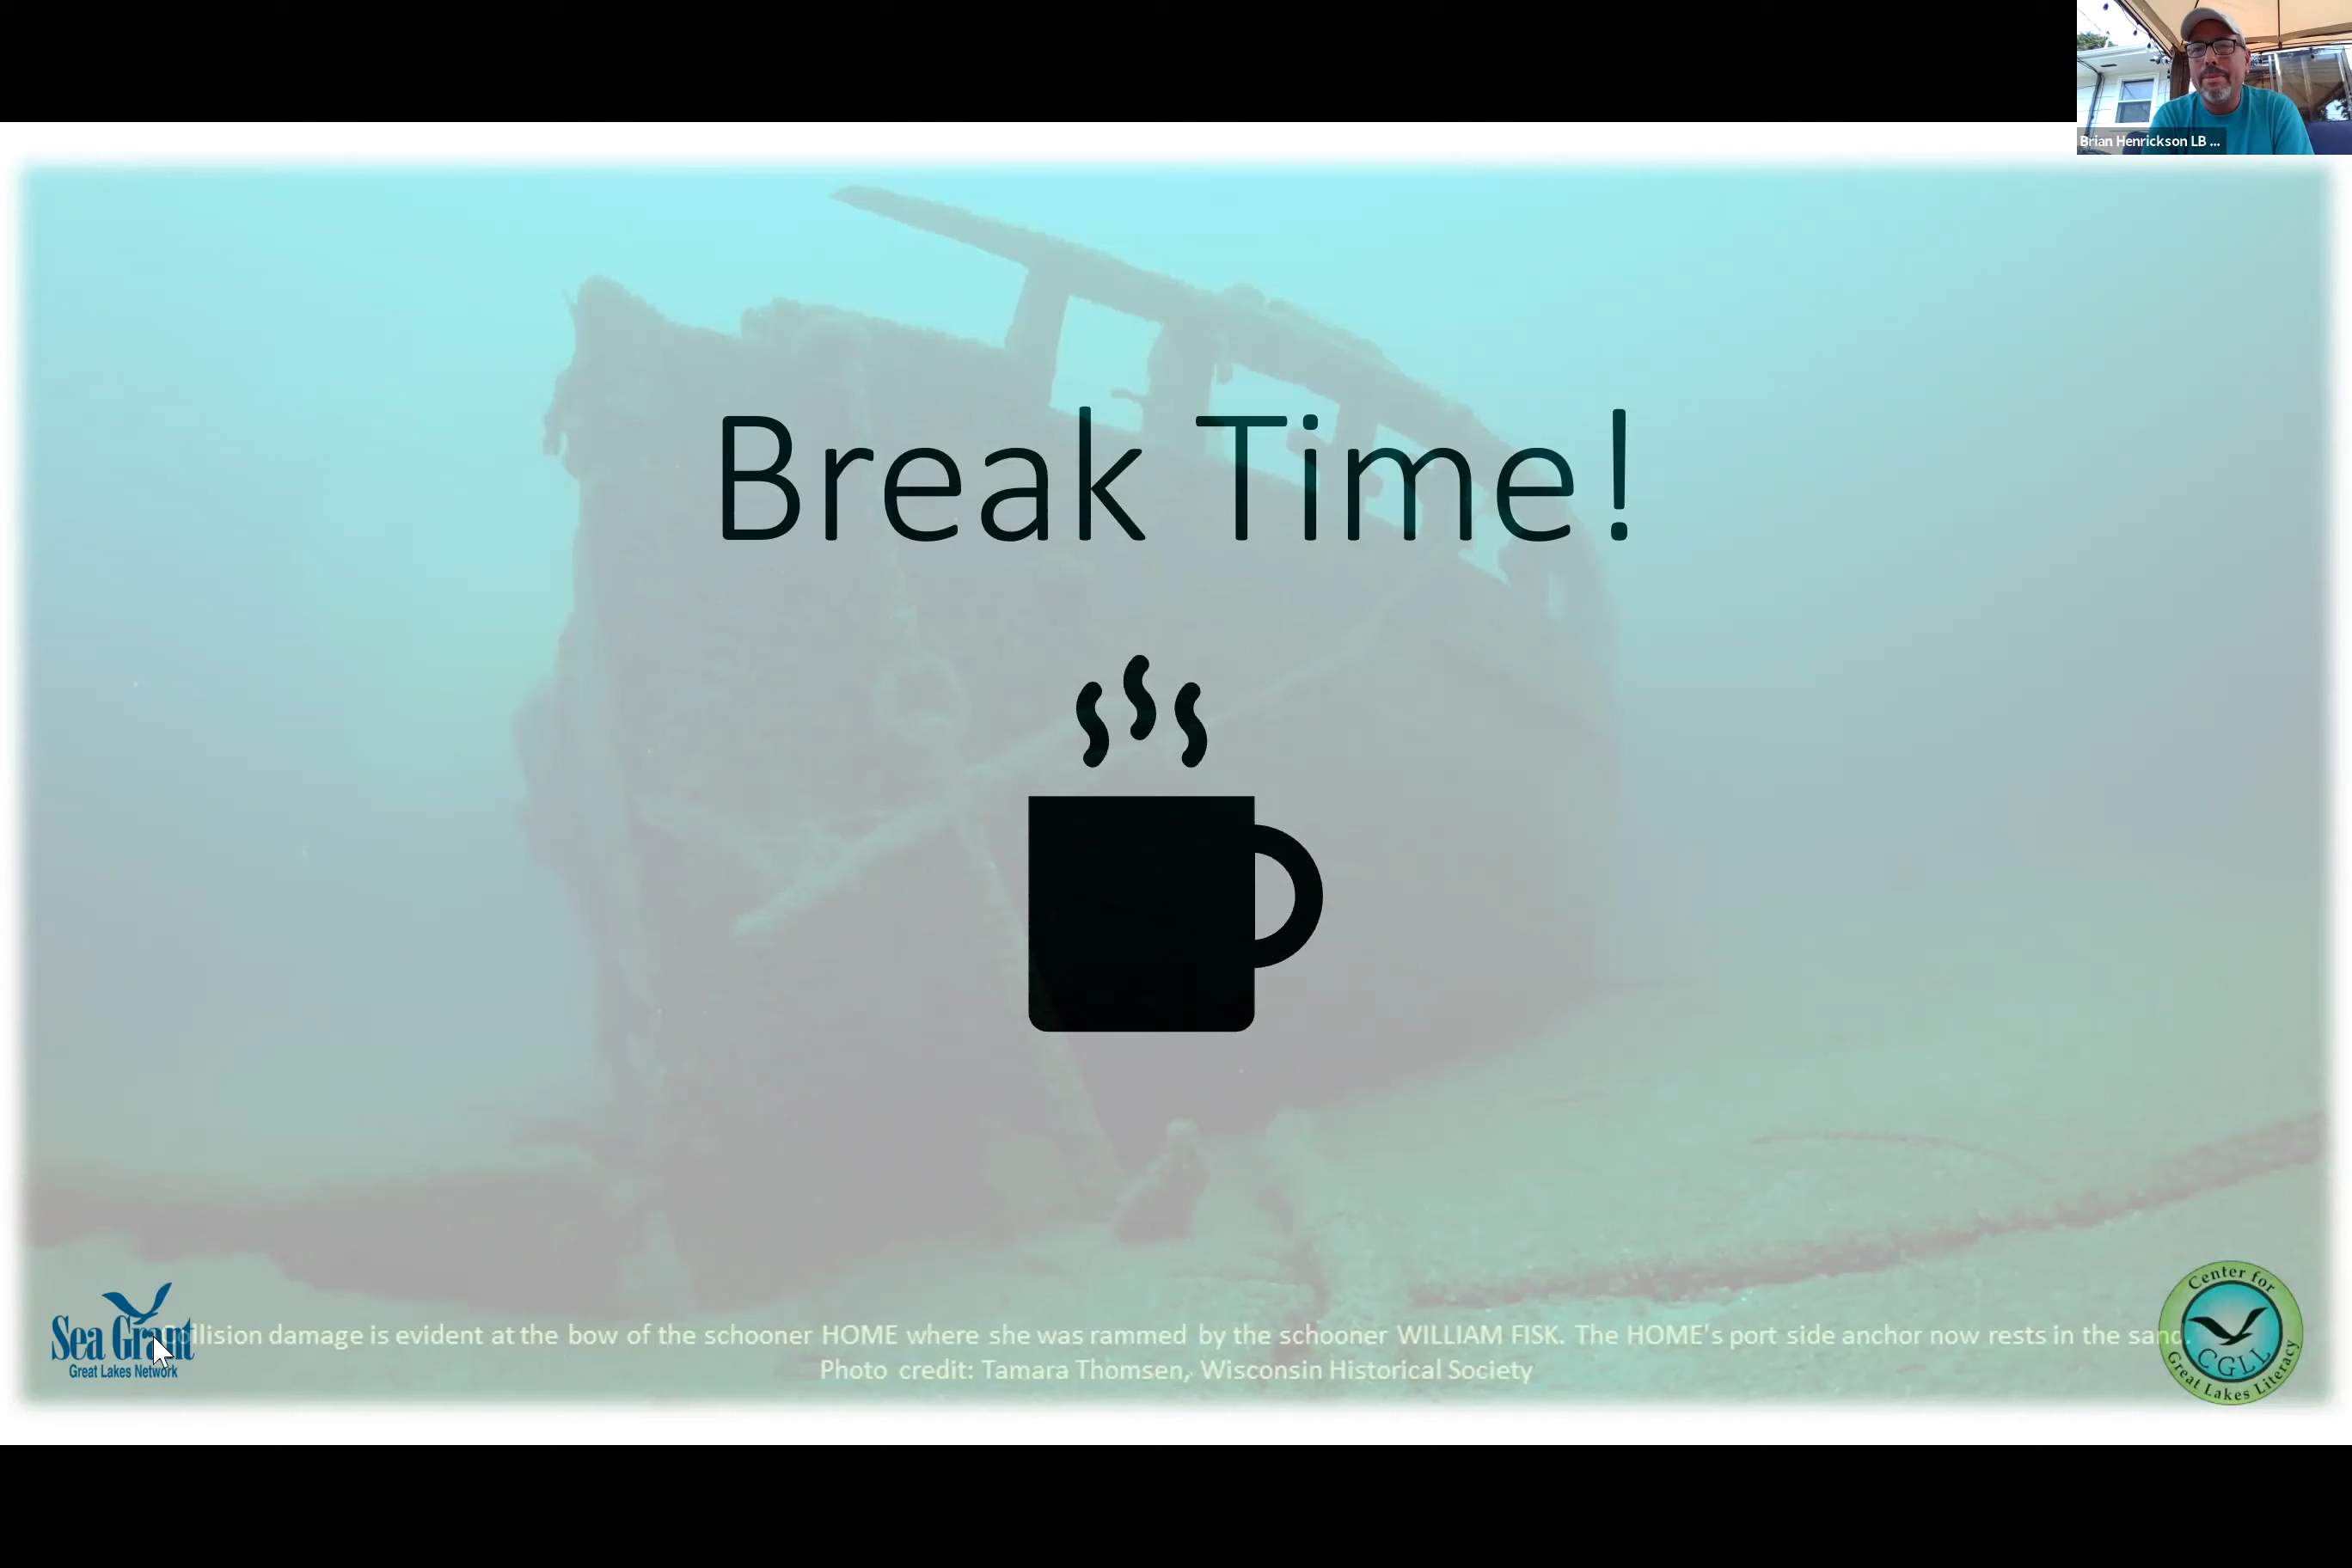 Brian Henrickson LB ...
Break Time!
Sea Grant
Great Lakes Network
Collision damage is evident at the bow of the schooner HOME where she was rammed by the schooner WILLIAM FISK. The HOME's port side anchor now rests in the sand.
Photo credit: Tamara Thomsen, Wisconsin Historical Society
Center for
Great Lakes Literacy
CGLL